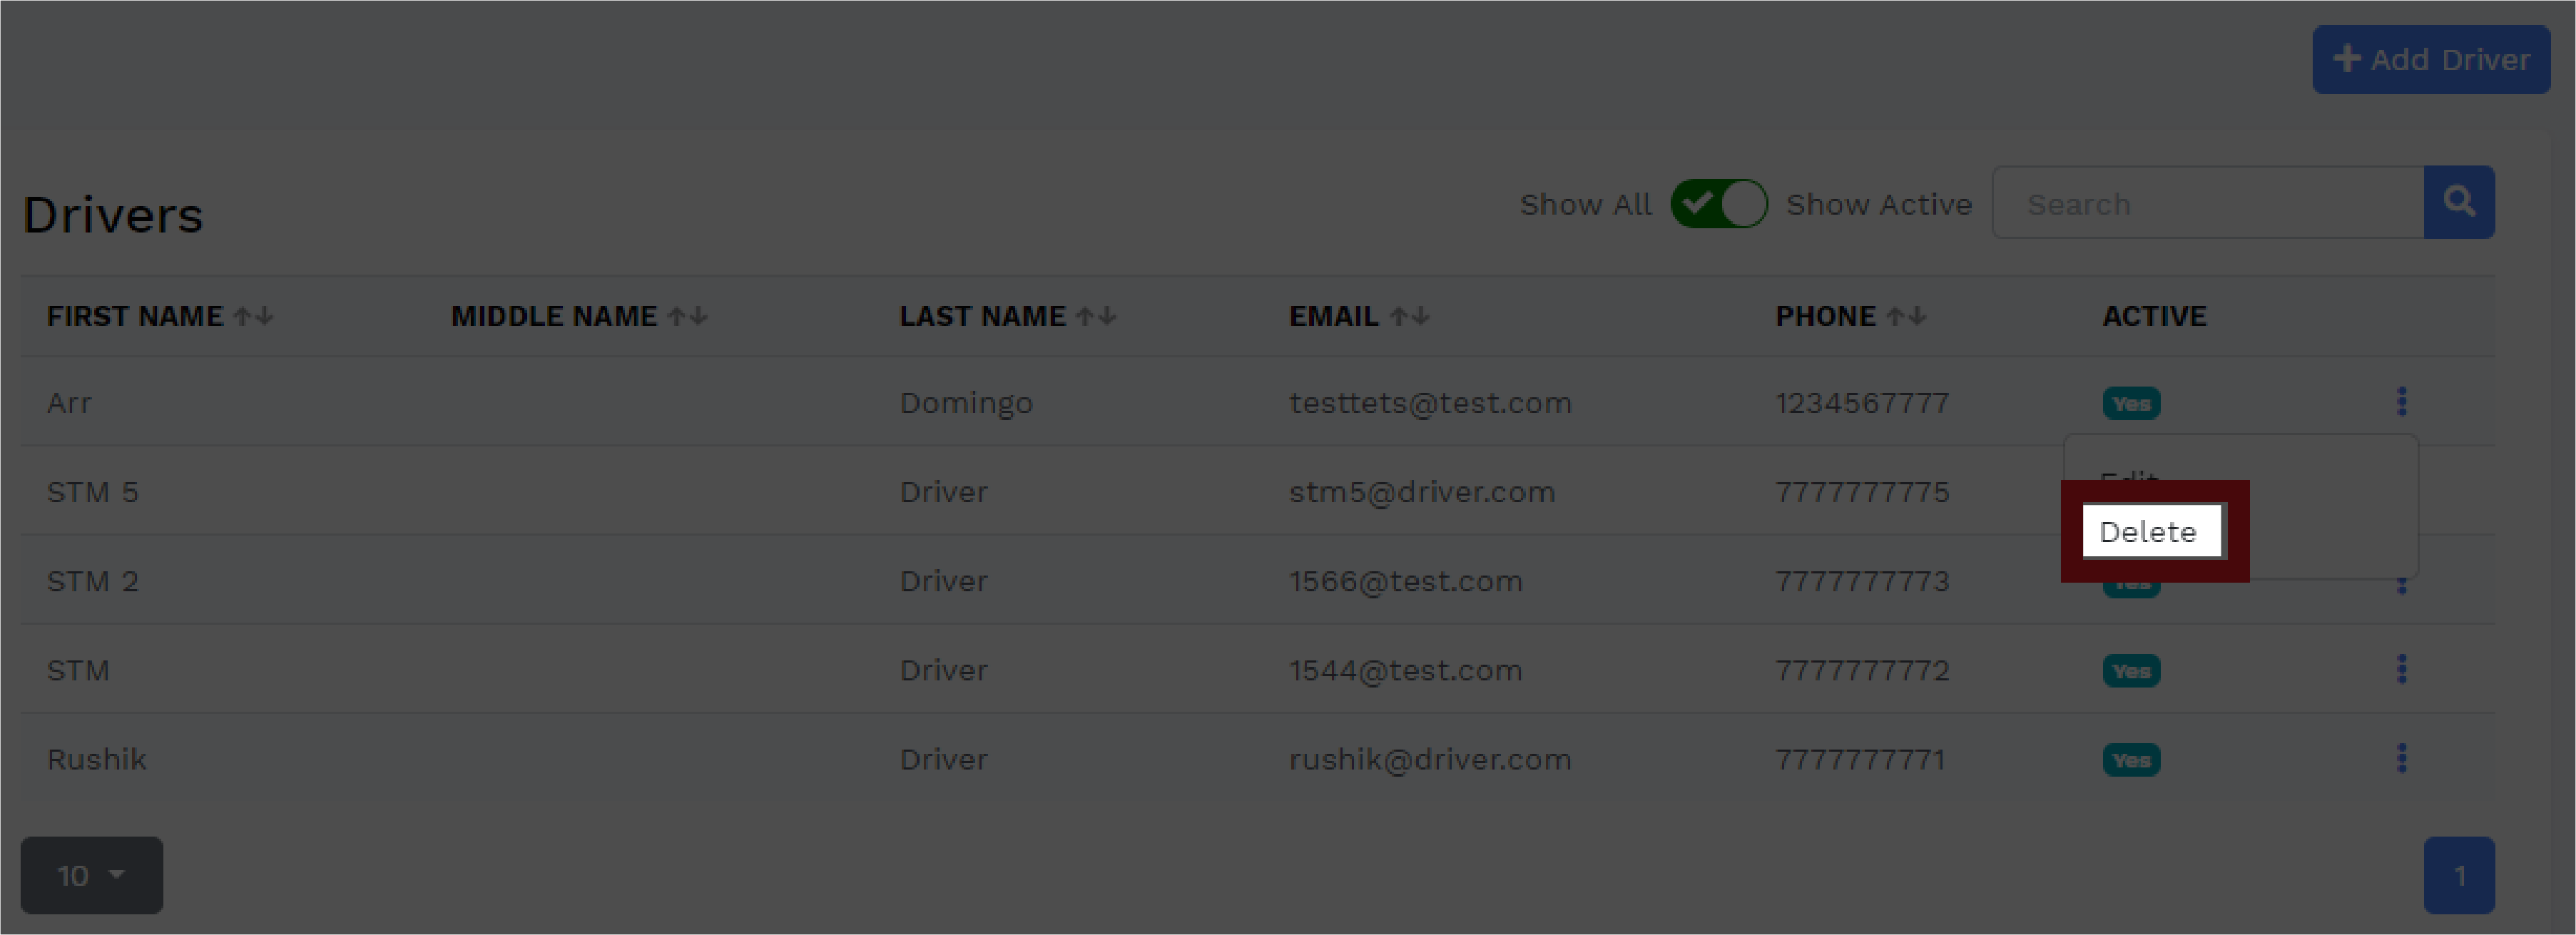 Add Driver
Drivers
Show All Show Active Search
FIRST NAME MIDDLE NAME LAST NAME EMAIL PHONE ACTIVE
Arr Domingo testtets@test.com 1234567777 Yes
Edit
STM 5 Driver stm5@driver.com 7777777775
Delete
STM 2 Driver 1566@test.com 7777777773 Yes
STM Driver 1544@test.com 7777777772 Yes
Rushik Driver rushik@driver.com 7777777771 Yes
10 1